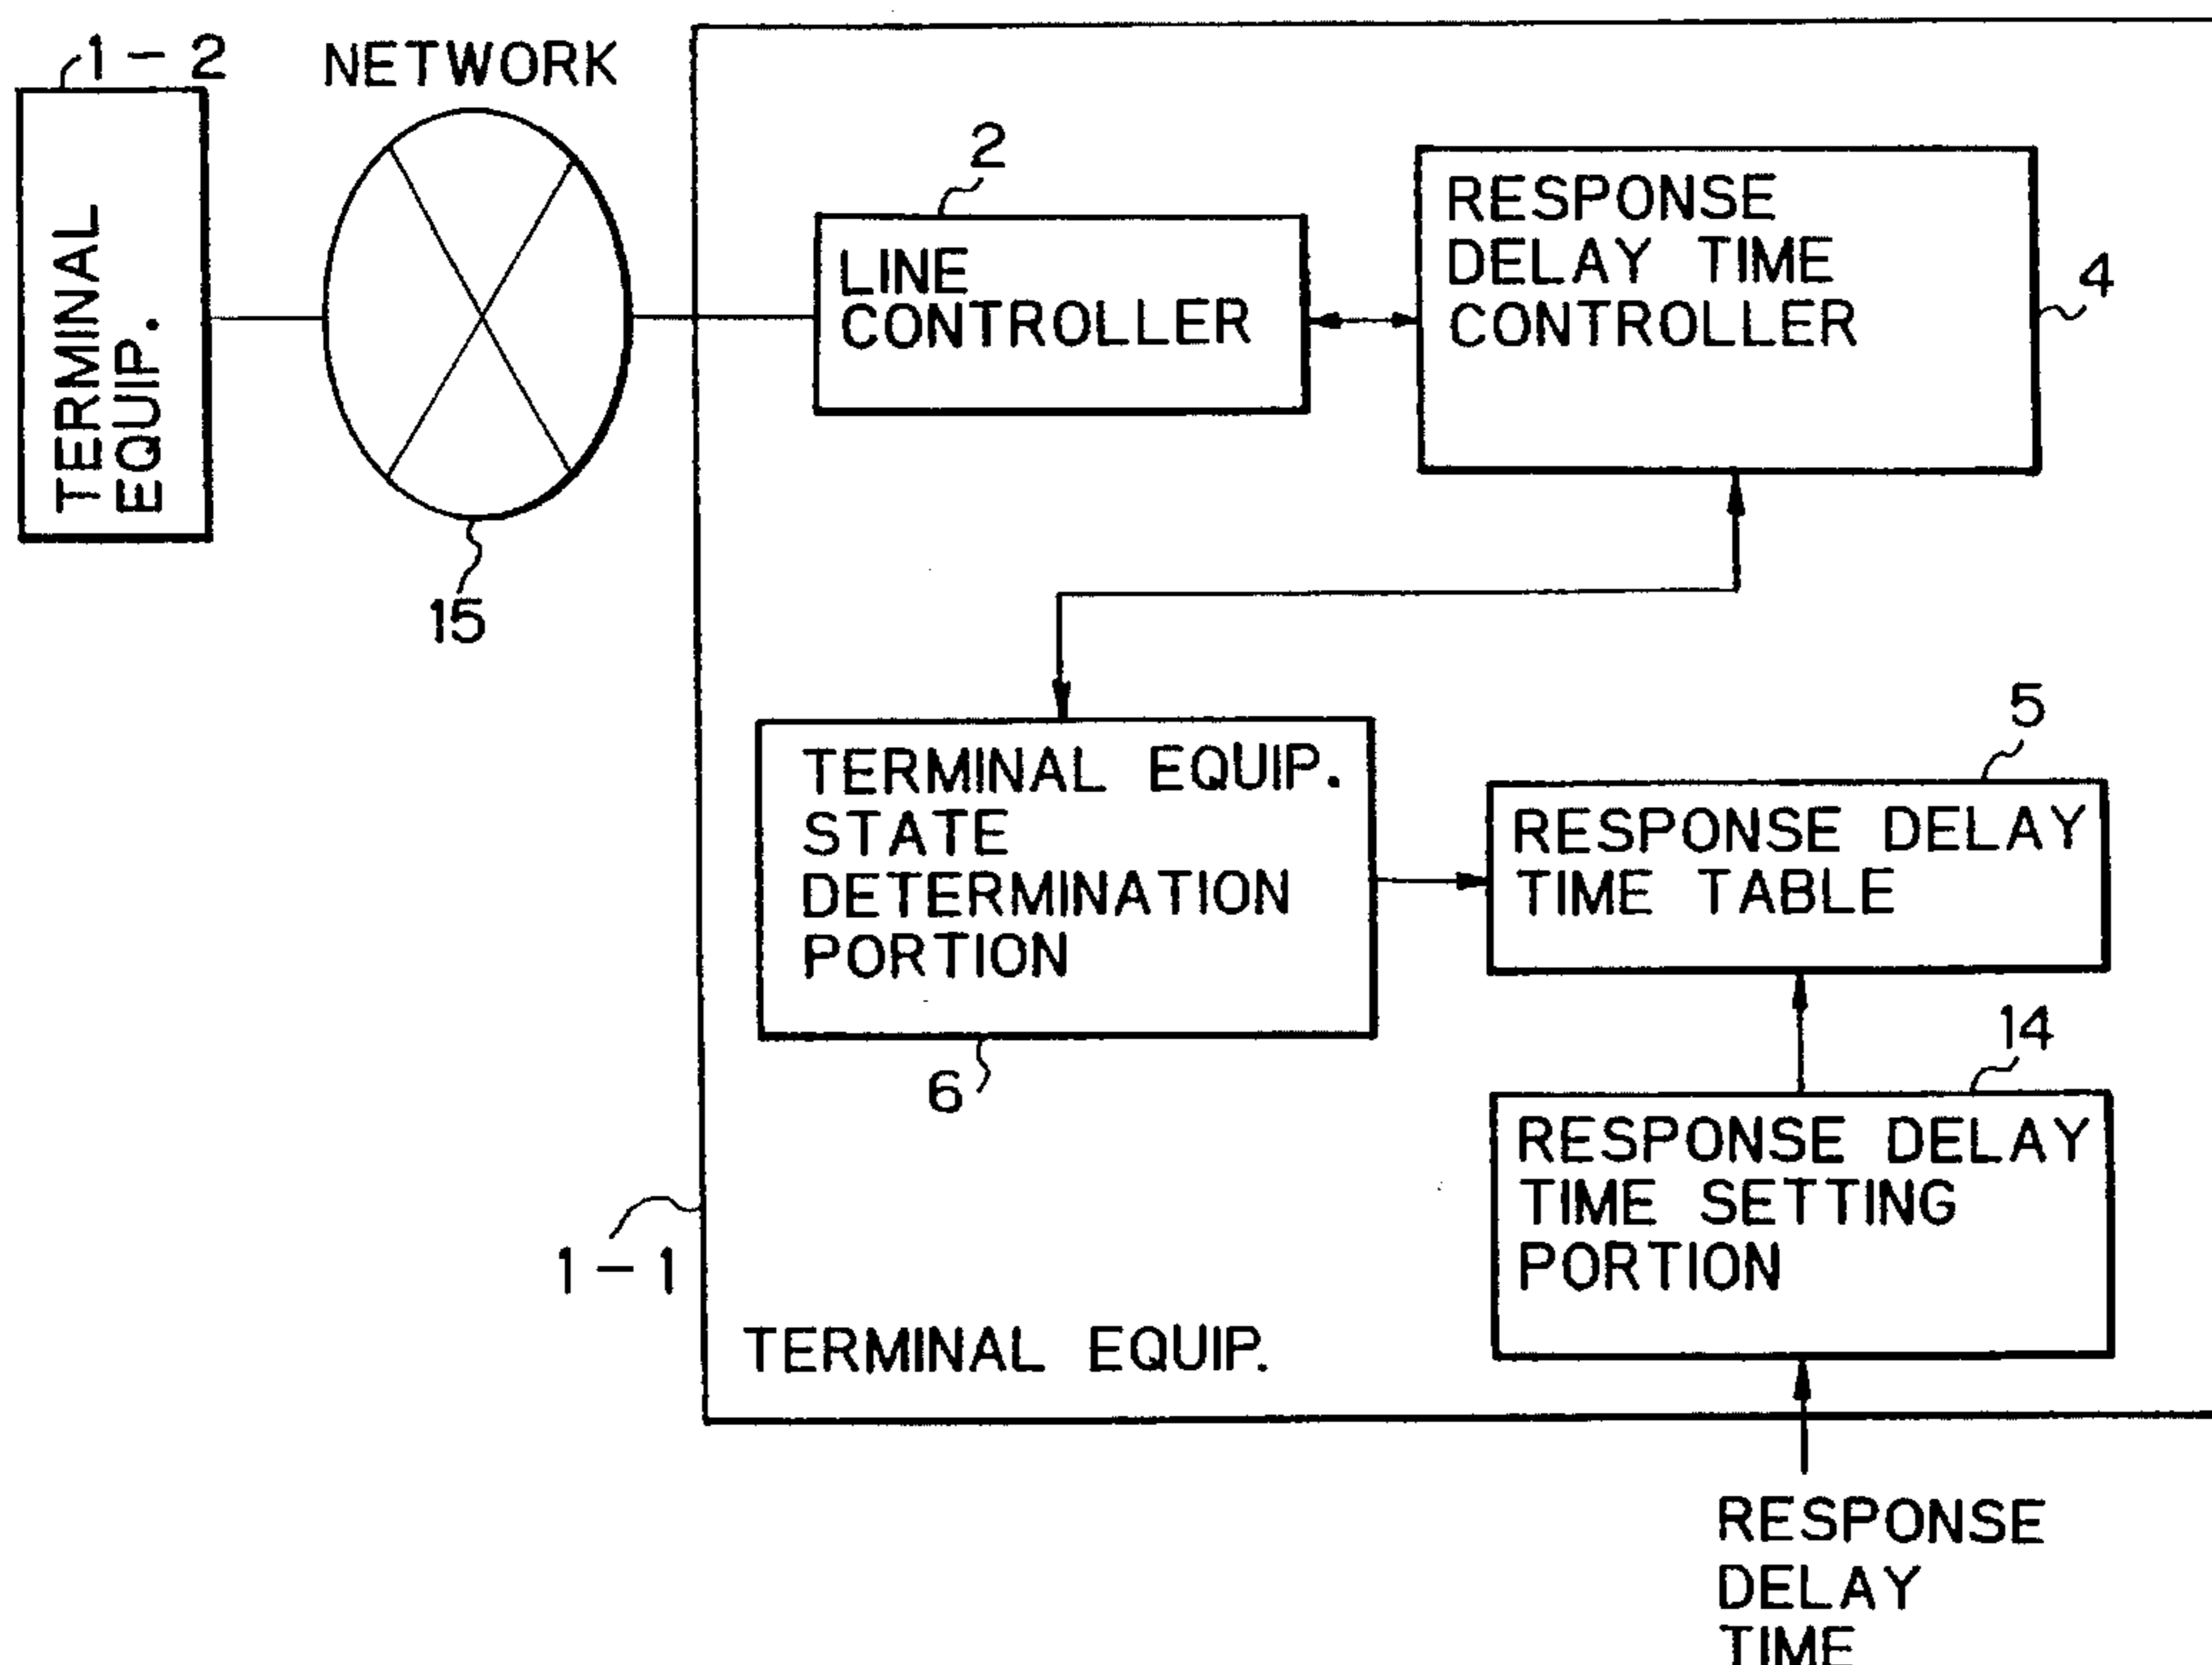 1-2
NETWORK
TERMINAL
EQUIP.
15
2
LINE
CONTROLLER
RESPONSE
DELAY TIME
CONTROLLER
4
TERMINAL EQUIP.
STATE
DETERMINATION
PORTION
6
5
RESPONSE DELAY
TIME TABLE
14
RESPONSE DELAY
TIME SETTING
PORTION
1-1
TERMINAL EQUIP.
RESPONSE
DELAY
TIME